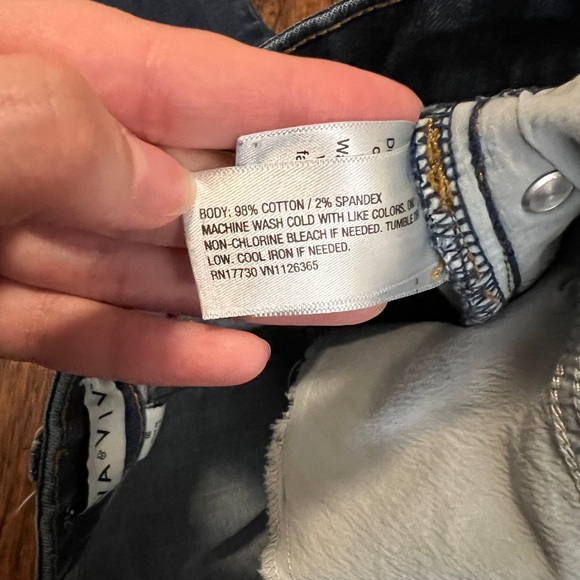 BODY: 98% COTTON / 2% SPANDEX
MACHINE WASH COLD WITH LIKE COLORS.
NON-CHLORINE BLEACH IF NEEDED. TUMBLE
LOW. COOL IRON IF NEEDED.
RN17730 VN1126365